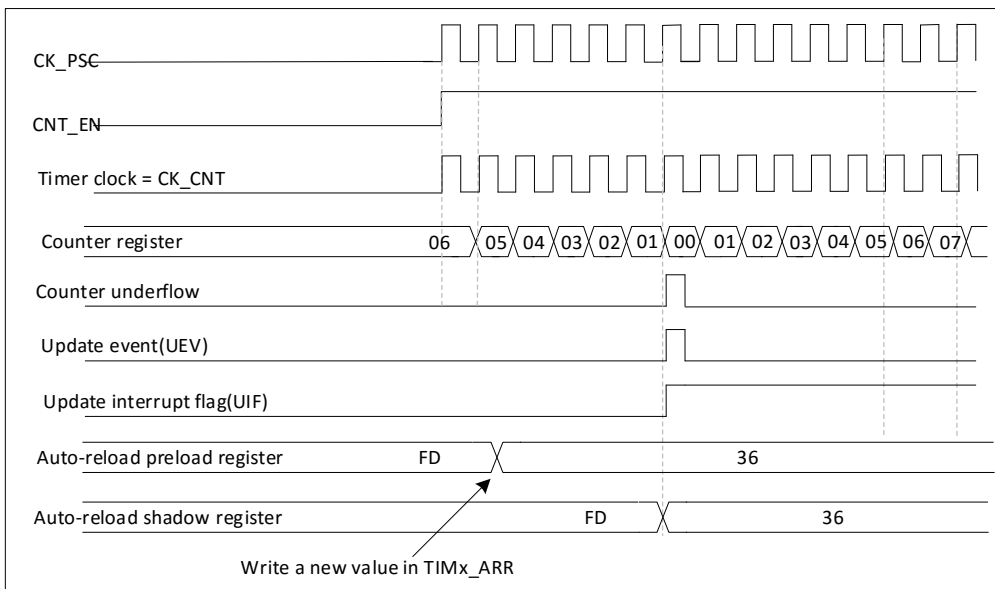 CK_PSC
CNT_EN
Timer clock = CK_CNT
Counter register 06 05 04 03 02 01 00 01 02 03 04 05 06 07
Counter underflow
Update event(UEV)
Update interrupt flag(UIF)
Auto-reload preload register FD 36
Auto-reload shadow register FD 36
Write a new value in TIMx_ARR